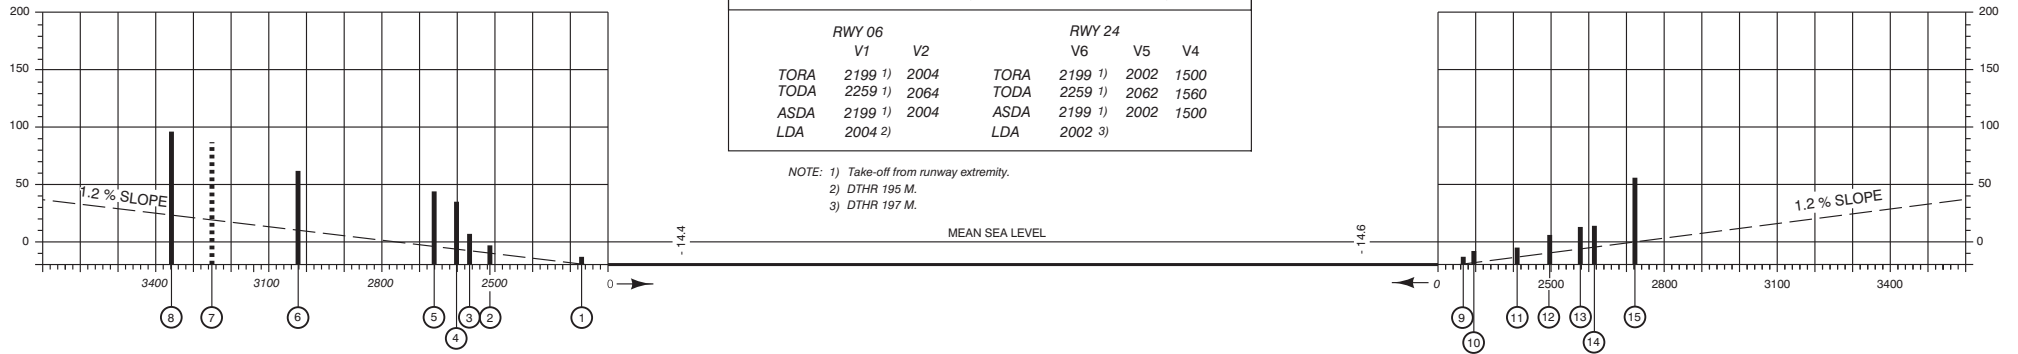 200
150
100
50
0
1.2 % SLOPE
3400 3100 2800 2500 0
8 7 6 5 4 3 2 1
RWY 06 RWY 24
V1 V2 V6 V5 V4
TORA 2199 1) 2004 TORA 2199 1) 2002 1500
TODA 2259 1) 2064 TODA 2259 1) 2062 1560
ASDA 2199 1) 2004 ASDA 2199 1) 2002 1500
LDA 2004 2) LDA 2002 3)
NOTE: 1) Take-off from runway extremity.
2) DTHR 195 M.
3) DTHR 197 M.
- 14.4
MEAN SEA LEVEL
- 14.6
200
150
100
50
0
1.2 % SLOPE
0 2500 2800 3100 3400
9 10 11 12 13 14 15